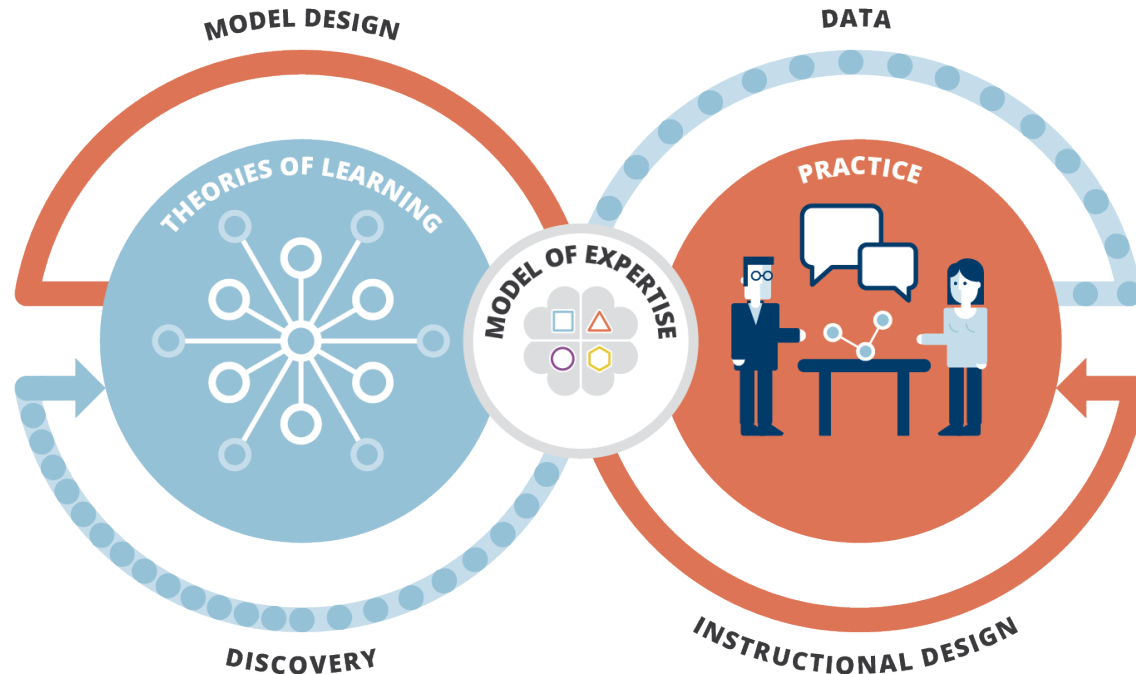 MODEL DESIGN
DATA
THEORIES OF LEARNING
PRACTICE
MODEL OF EXPERTISE
DISCOVERY
INSTRUCTIONAL DESIGN